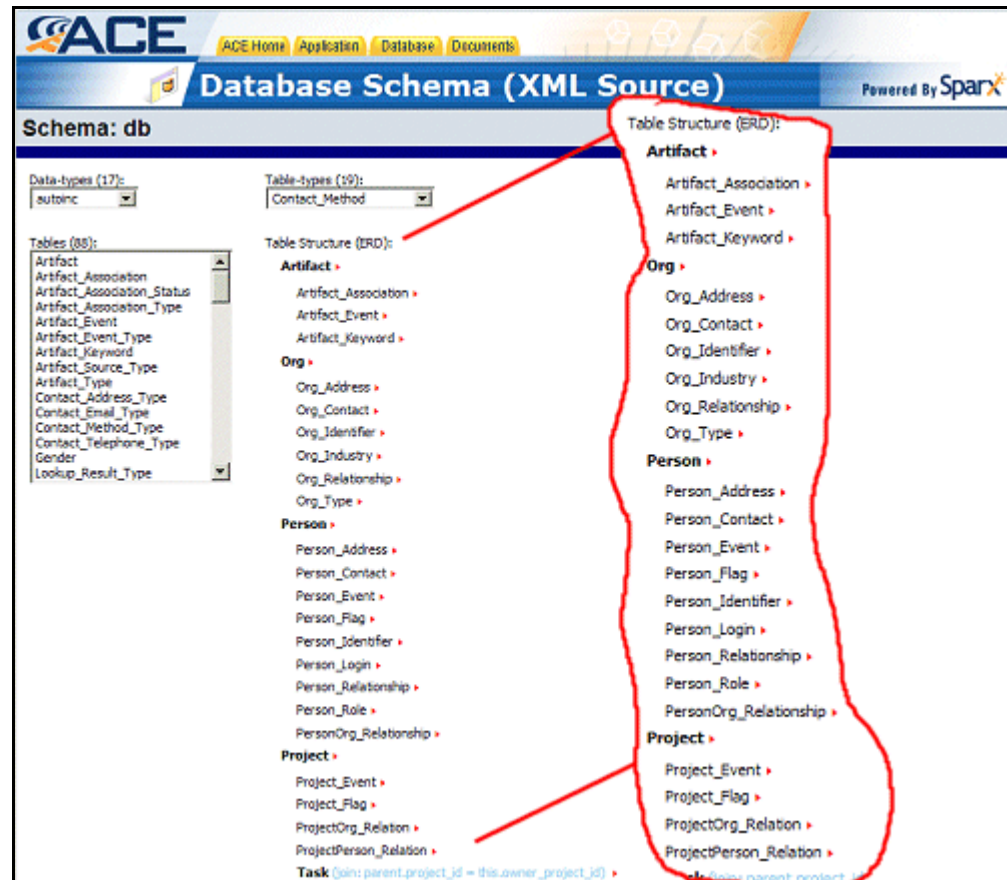 ACE
ACE Home Application Database Documents
Database Schema (XML Source)
Powered By Sparx
Schema: db
Data-types (17):
autoinc
Table-types (19):
Contact_Method
Tables (88):
Artifact
Artifact_Association
Artifact_Association_Status
Artifact_Association_Type
Artifact_Event
Artifact_Event_Type
Artifact_Keyword
Artifact_Source_Type
Artifact_Type
Contact_Address_Type
Contact_Email_Type
Contact_Method_Type
Contact_Telephone_Type
Gender
Lookup_Result_Type
Table Structure (ERD):
Artifact
Artifact_Association
Artifact_Event
Artifact_Keyword
Org
Org_Address
Org_Contact
Org_Identifier
Org_Industry
Org_Relationship
Org_Type
Person
Person_Address
Person_Contact
Person_Event
Person_Flag
Person_Identifier
Person_Login
Person_Relationship
Person_Role
PersonOrg_Relationship
Project
Project_Event
Project_Flag
ProjectOrg_Relation
ProjectPerson_Relation
Task (join: parent.project_id = this.owner_project_id)
Table Structure (ERD):
Artifact
Artifact_Association
Artifact_Event
Artifact_Keyword
Org
Org_Address
Org_Contact
Org_Identifier
Org_Industry
Org_Relationship
Org_Type
Person
Person_Address
Person_Contact
Person_Event
Person_Flag
Person_Identifier
Person_Login
Person_Relationship
Person_Role
PersonOrg_Relationship
Project
Project_Event
Project_Flag
ProjectOrg_Relation
ProjectPerson_Relation
(join: parent.project_id